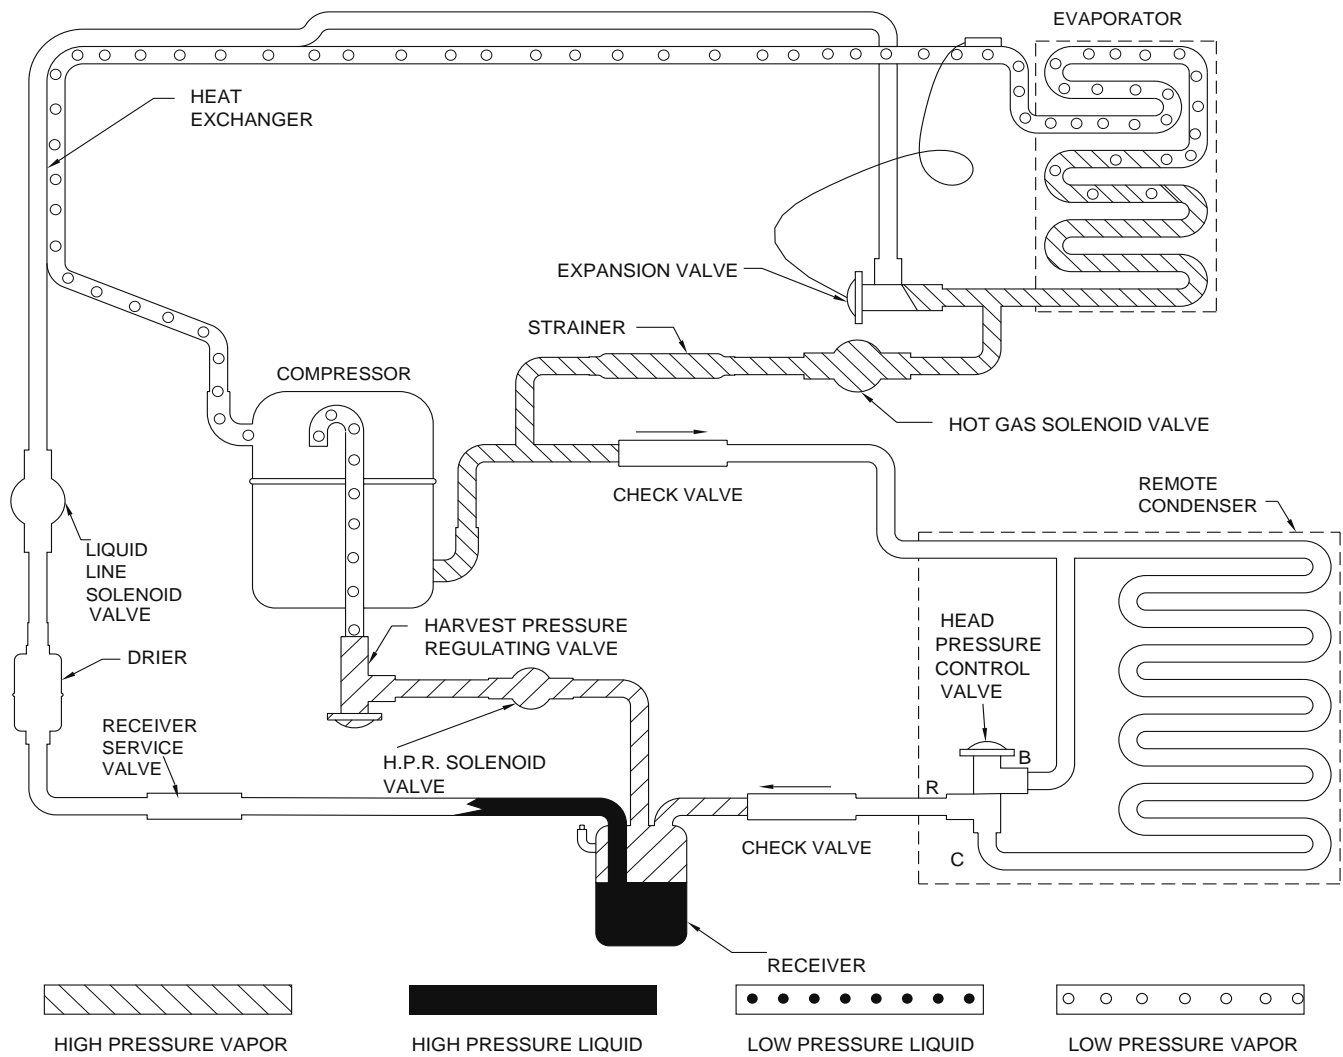 EVAPORATOR
HEAT
EXCHANGER
EXPANSION VALVE
STRAINER
COMPRESSOR
HOT GAS SOLENOID VALVE
CHECK VALVE
REMOTE
CONDENSER
LIQUID
LINE
SOLENOID
VALVE
HARVEST PRESSURE
REGULATING VALVE
HEAD
PRESSURE
CONTROL
VALVE
DRIER
RECEIVER
SERVICE
VALVE
H.P.R. SOLENOID
VALVE
B
R
C
CHECK VALVE
RECEIVER
HIGH PRESSURE VAPOR
HIGH PRESSURE LIQUID
LOW PRESSURE LIQUID
LOW PRESSURE VAPOR